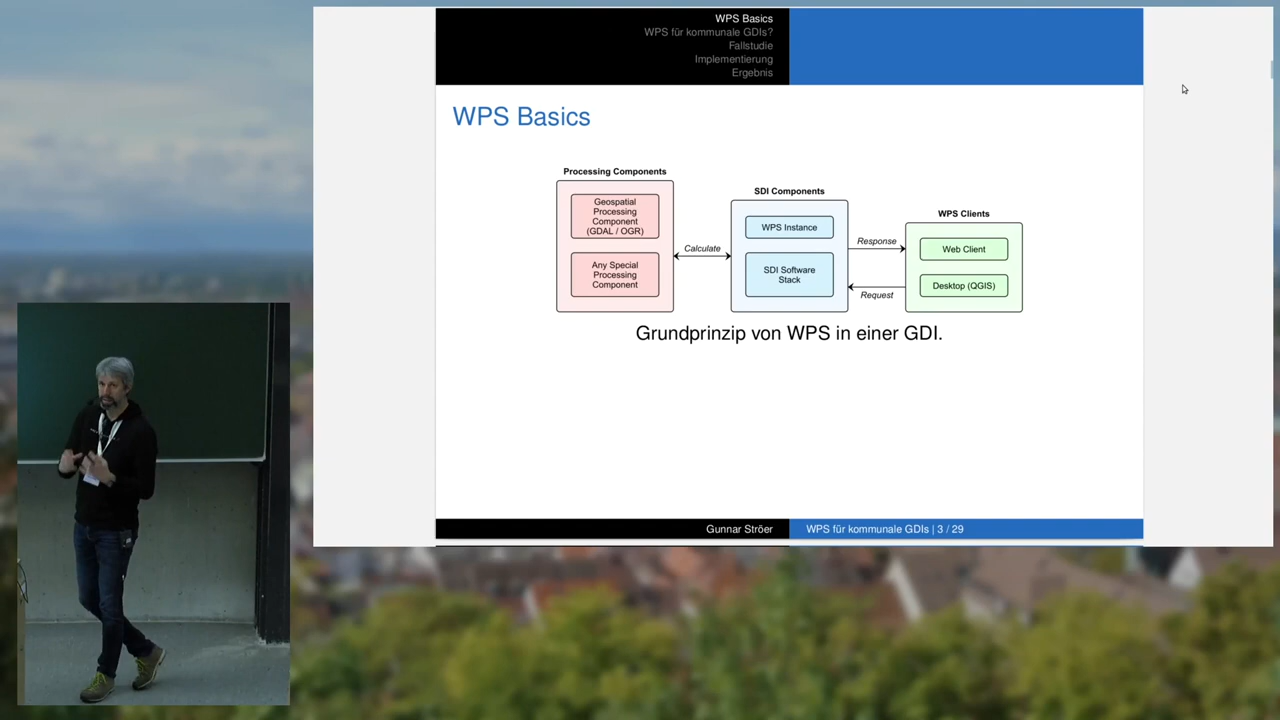 WPS Basics
WPS für kommunale GDIs?
Fallstudie
Implementierung
Ergebnis
WPS Basics
Processing Components
Geospatial
Processing
Component
(GDAL / OGR)
Any Special
Processing
Component
Calculate
SDI Components
WPS Instance
SDI Software
Stack
Response
Request
WPS Clients
Web Client
Desktop (QGIS)
Grundprinzip von WPS in einer GDI.
Gunnar Ströer
WPS für kommunale GDIs | 3 / 29